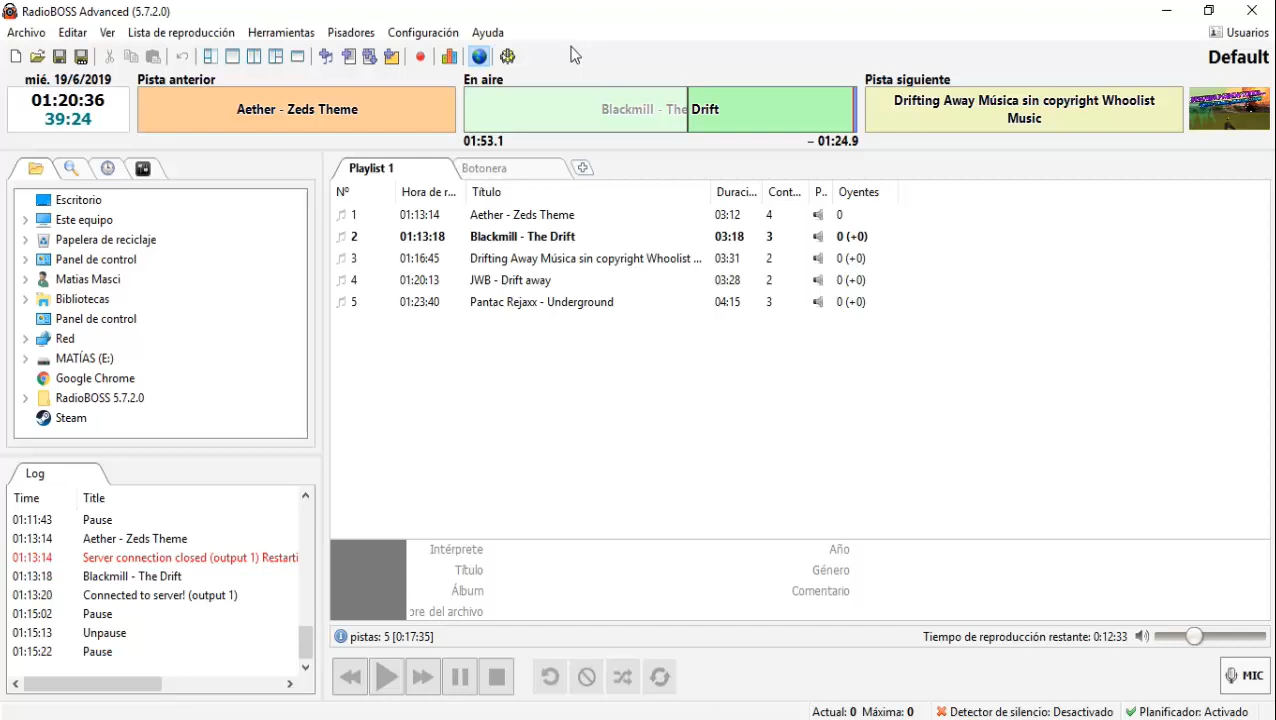 RadioBOSS Advanced (5.7.2.0)
Archivo Editar Ver Lista de reproducción Herramientas Pisadores Configuración Ayuda Usuarios
Default
mié. 19/6/2019
01:20:36
39:24
Pista anterior
Aether - Zeds Theme
En aire
Blackmill - The Drift
01:53.1 – 01:24.9
Pista siguiente
Drifting Away Música sin copyright Whoolist
Music
Escritorio
Este equipo
Papelera de reciclaje
Panel de control
Matias Masci
Bibliotecas
Panel de control
Red
MATÍAS (E:)
Google Chrome
RadioBOSS 5.7.2.0
Steam
Playlist 1 Botonera
Nº Hora de r... Título Duraci... Cont... P.. Oyentes
1 01:13:14 Aether - Zeds Theme 03:12 4 0
2 01:13:18 Blackmill - The Drift 03:18 3 0 (+0)
3 01:16:45 Drifting Away Música sin copyright Whoolist ... 03:31 2 0 (+0)
4 01:20:13 JWB - Drift away 03:28 2 0 (+0)
5 01:23:40 Pantac Rejaxx - Underground 04:15 3 0 (+0)
Log
Time Title
01:11:43 Pause
01:13:14 Aether - Zeds Theme
01:13:14 Server connection closed (output 1) Restarti
01:13:18 Blackmill - The Drift
01:13:20 Connected to server! (output 1)
01:15:02 Pause
01:15:13 Unpause
01:15:22 Pause
Intérprete Año
Título Género
Álbum Comentario
ore del archivo
pistas: 5 [0:17:35] Tiempo de reproducción restante: 0:12:33
MIC
Actual: 0 Máxima: 0 Detector de silencio: Desactivado Planificador: Activado